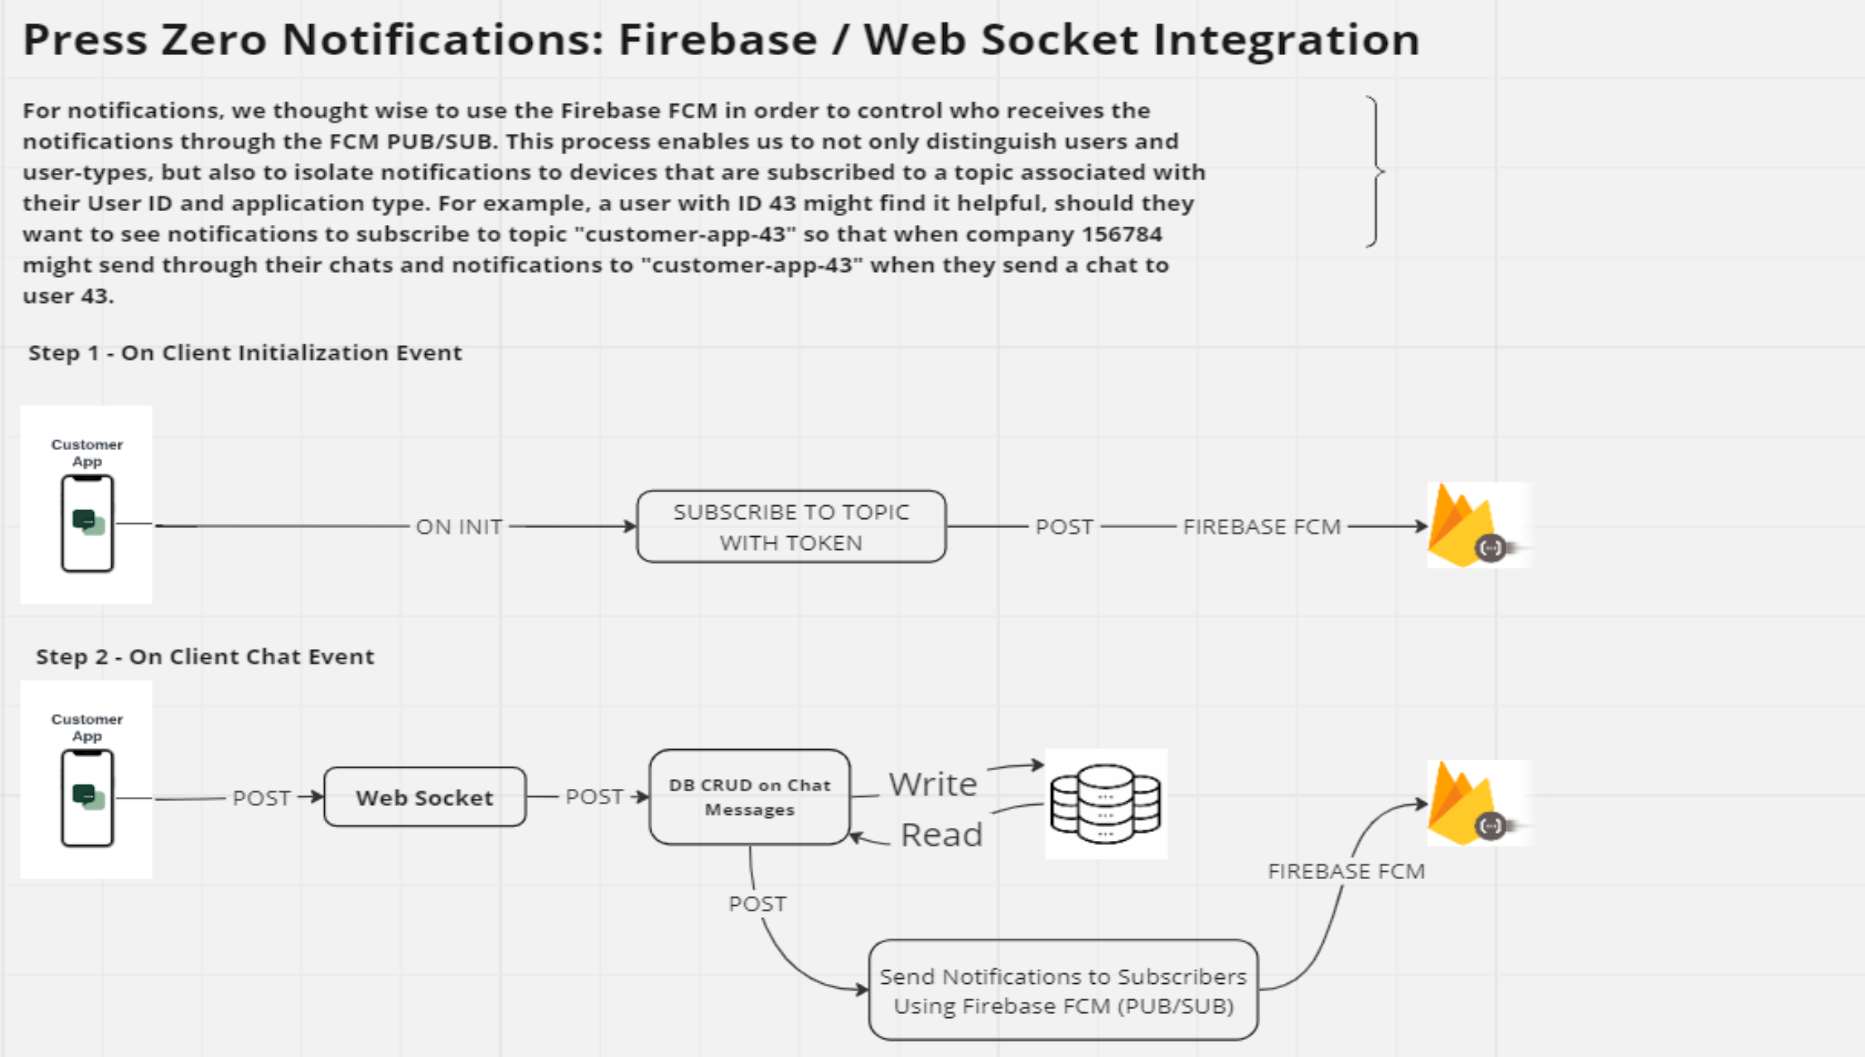 Press Zero Notifications: Firebase / Web Socket Integration
For notifications, we thought wise to use the Firebase FCM in order to control who receives the
notifications through the FCM PUB/SUB. This process enables us to not only distinguish users and
user-types, but also to isolate notifications to devices that are subscribed to a topic associated with
their User ID and application type. For example, a user with ID 43 might find it helpful, should they
want to see notifications to subscribe to topic "customer-app-43" so that when company 156784
might send through their chats and notifications to "customer-app-43" when they send a chat to
user 43.
Step 1 - On Client Initialization Event
Customer
App
ON INIT
SUBSCRIBE TO TOPIC
WITH TOKEN
POST
FIREBASE FCM
Step 2 - On Client Chat Event
Customer
App
POST
Web Socket
POST
DB CRUD on Chat
Messages
Write
Read
FIREBASE FCM
POST
Send Notifications to Subscribers
Using Firebase FCM (PUB/SUB)